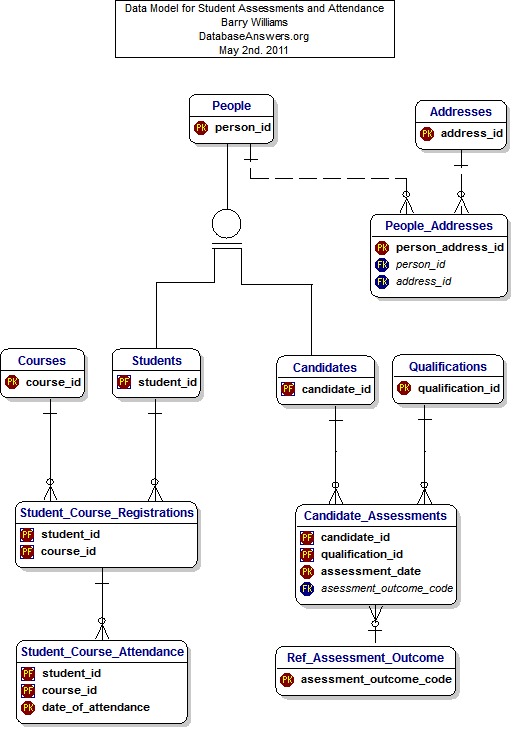 Data Model for Student Assessments and Attendance
Barry Williams
DatabaseAnswers.org
May 2nd. 2011
People
PK person_id
Addresses
PK address_id
People_Addresses
PK person_address_id
FK person_id
FK address_id
Courses
PK course_id
Students
PF student_id
Candidates
PF candidate_id
Qualifications
PK qualification_id
Student_Course_Registrations
PF student_id
PF course_id
Candidate_Assessments
PF candidate_id
PF qualification_id
PK assessment_date
FK asessment_outcome_code
Student_Course_Attendance
PF student_id
PF course_id
PK date_of_attendance
Ref_Assessment_Outcome
PK asessment_outcome_code